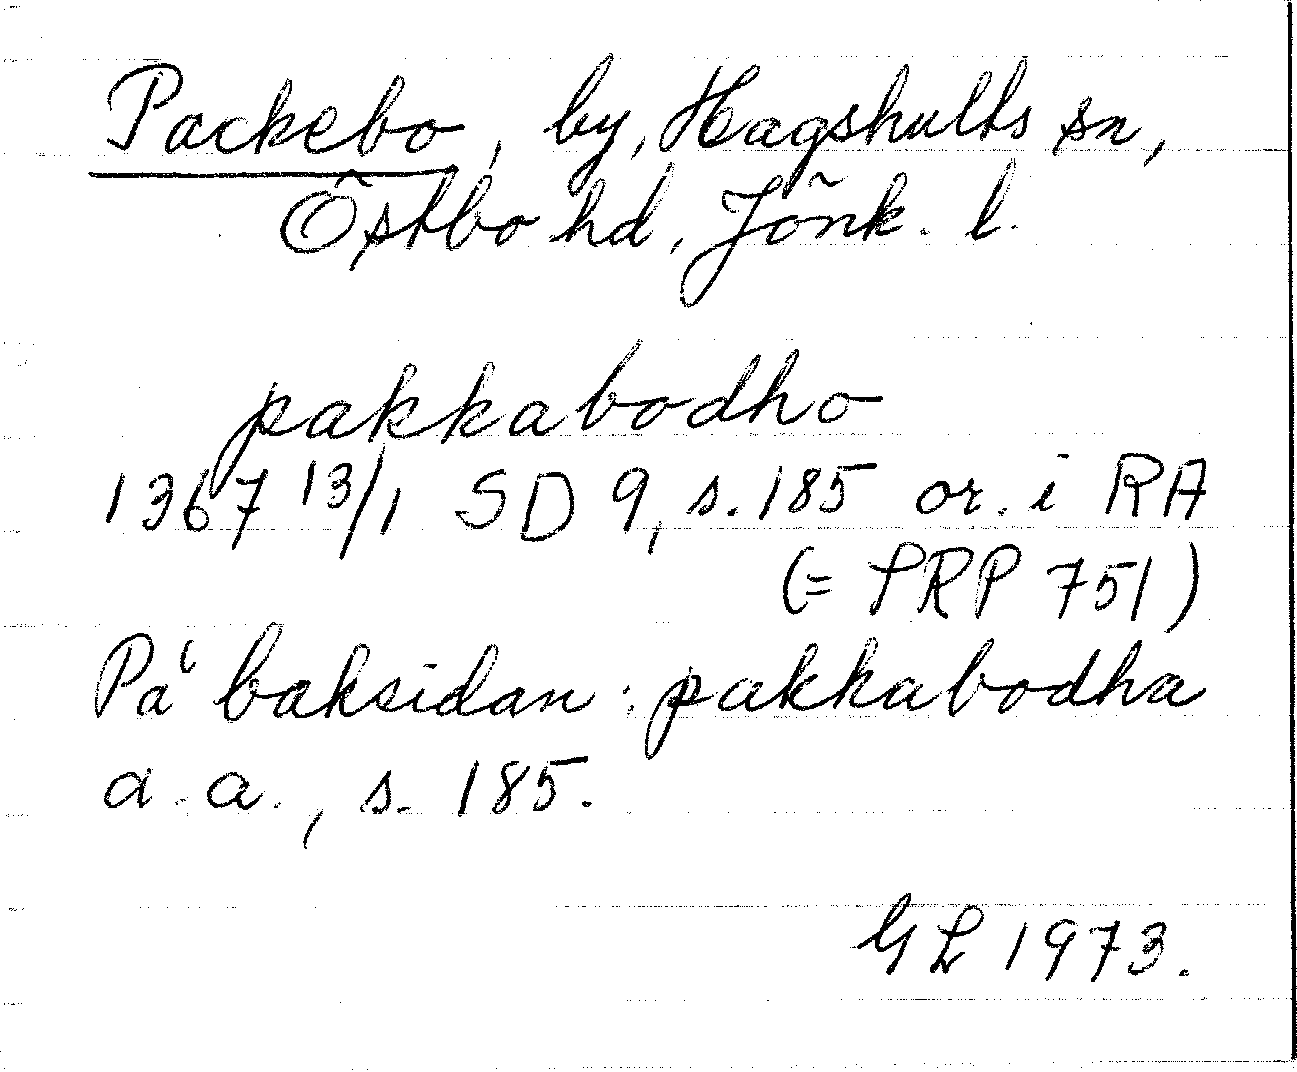 Packebo, by, Hagshults sn,
Östbo hd, Jönk. l.
pakkabodho
1367 13/1 SD 9, s. 185 or. i RA
(= SRP 751)
På baksidan: pakkabodha
a.a., s. 185.
GL 1973.